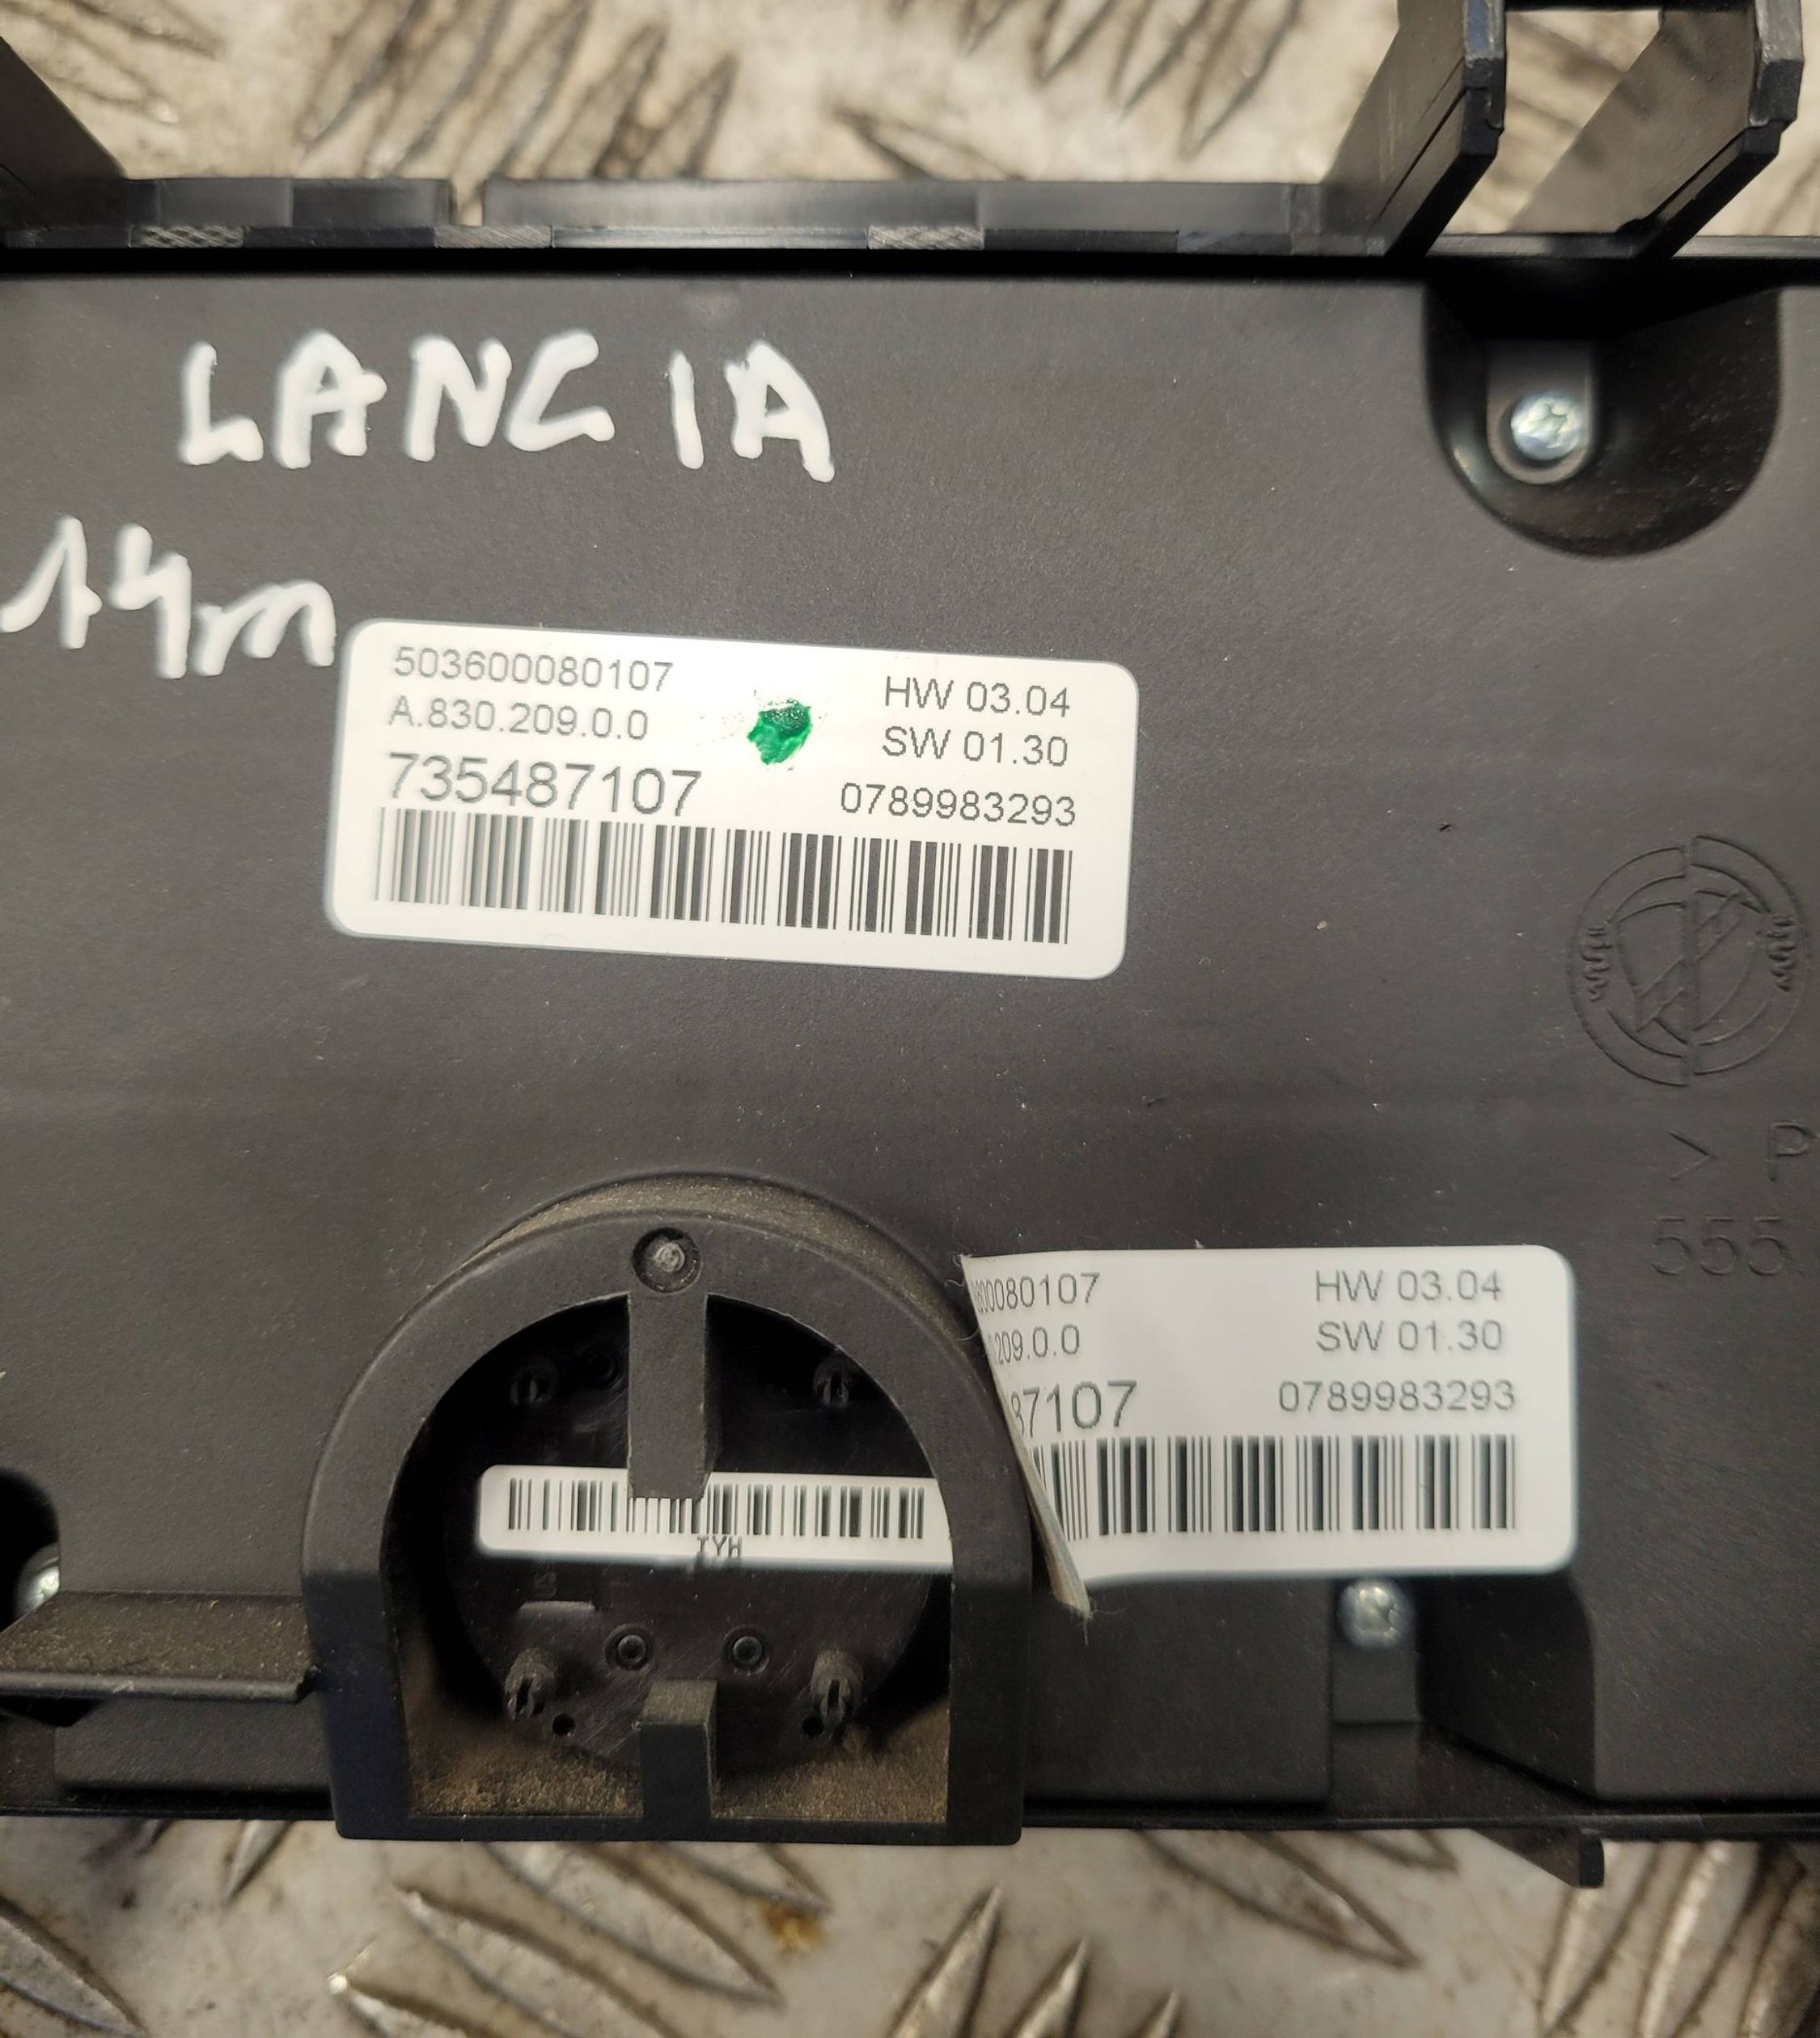 LANCIA
14m
503600080107
A.830.209.0.0
HW 03.04
SW 01.30
735487107
0789983293
> P
555
00080107
HW 03.04
209.0.0
SW 01.30
87107
0789983293
IYH